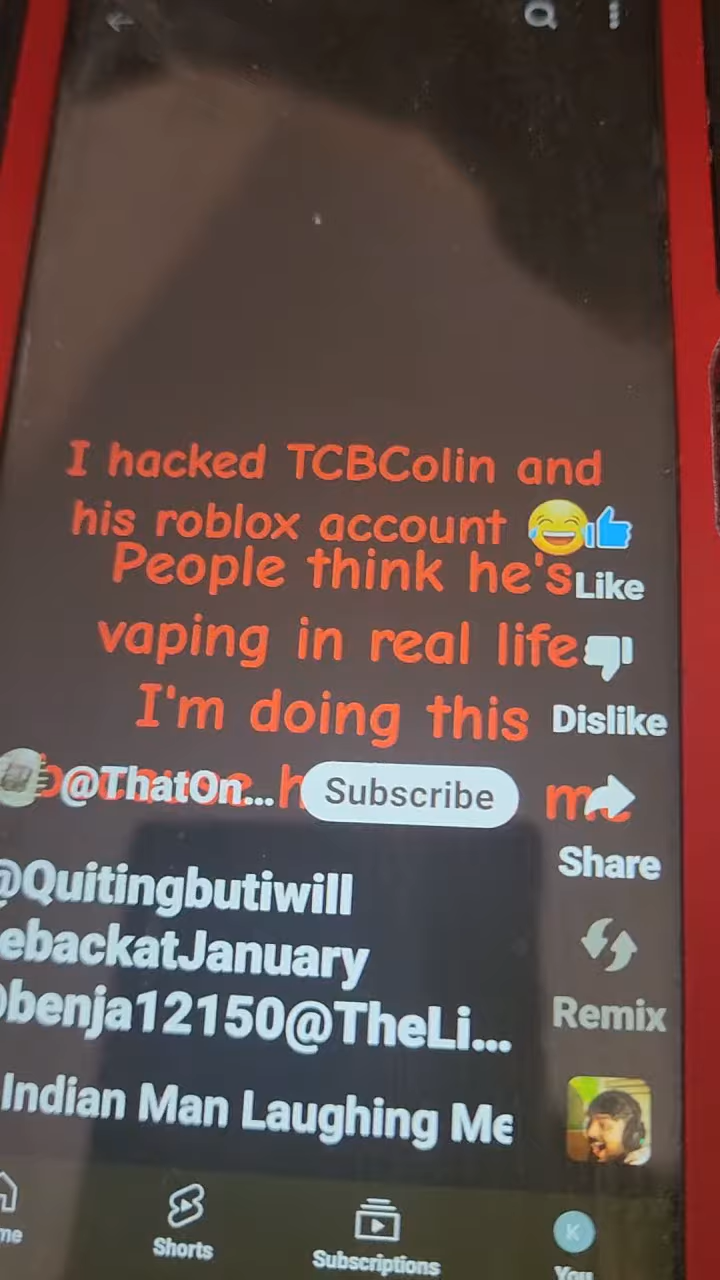 I hacked TCBColin and
his roblox account 😂
People think he's
Like
vaping in real life
I'm doing this
Dislike
@ThatOn...
Subscribe
me
Share
@Quitingbutiwill
ebackatJanuary
benja12150@TheLi...
Remix
Indian Man Laughing Me
Shorts
Subscriptions
K
You